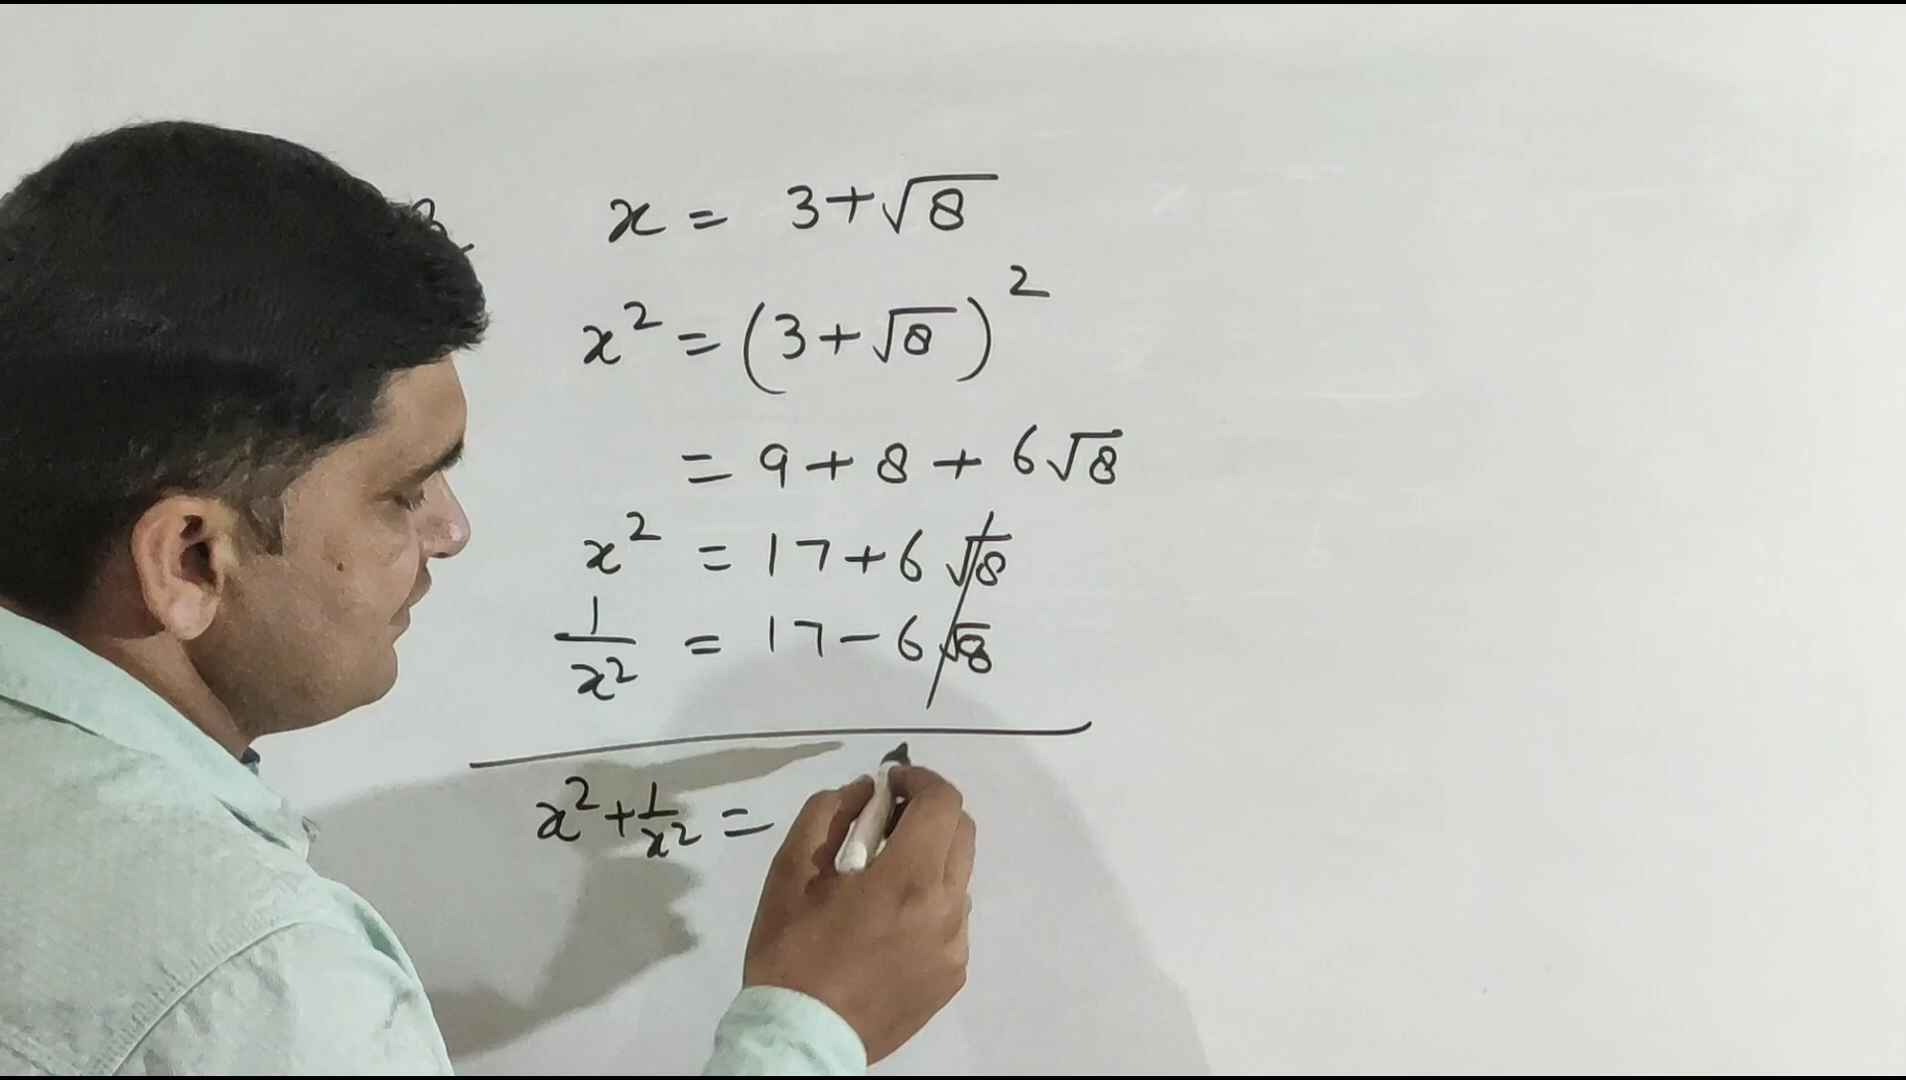 x = 3+√8
x² = (3+√8)²
= 9+8+6√8
x² = 17+6√8
1/x² = 17-6√8
x²+1/x² =